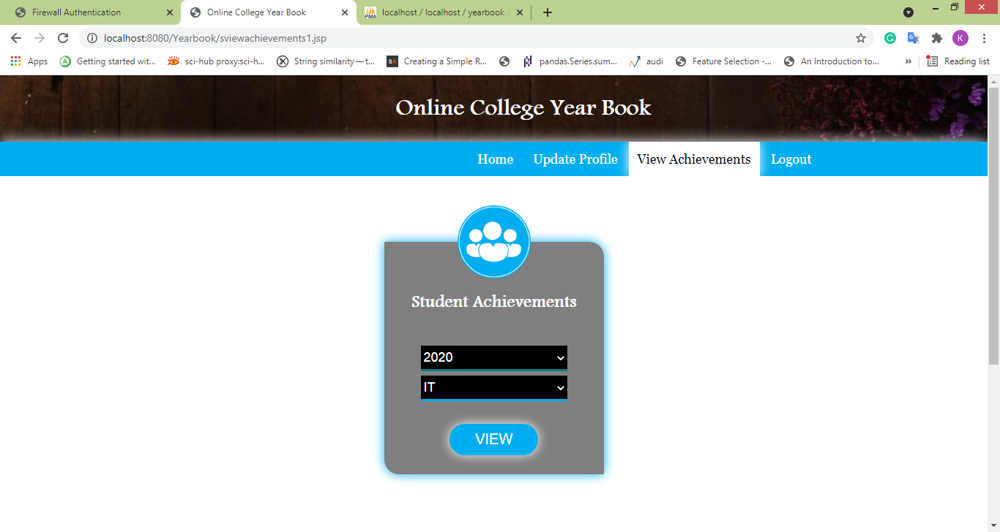 Firewall Authentication
Online College Year Book
localhost / localhost / yearbook /
localhost:8080/Yearbook/sviewachievements1.jsp
K
Apps
Getting started wit...
sci-hub proxy:sci-h...
String similarity — t...
SA
Creating a Simple R...
pandas.Series.sum...
audi
Feature Selection -...
An Introduction to...
»
Reading list
Online College Year Book
Home Update Profile View Achievements Logout
Student Achievements
2020
IT
VIEW